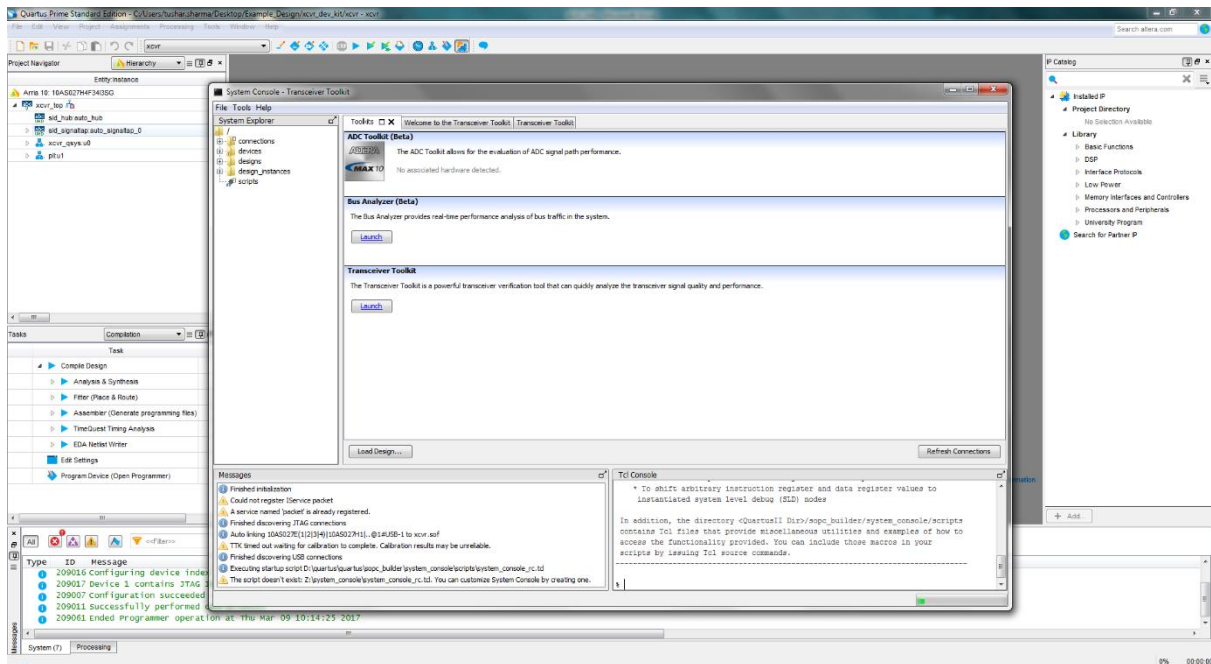 Quartus Prime Standard Edition - C:/Users/tushar.sharma/Desktop/Example_Design/xcvr_dev_kit/xcvr - xcvr
File Edit View Project Assignments Processing Tools Window Help
Search altera.com
xcvr
Project Navigator
Hierarchy
Entity:Instance
Arria 10: 10AS027H4F34I3SG
xcvr_top
sld_hub:auto_hub
sld_signaltap:auto_signaltap_0
xcvr_qsys:u0
Tasks
Compilation
Task
Compile Design
Analysis & Synthesis
Fitter (Place & Route)
Assembler (Generate programming files)
TimeQuest Timing Analysis
EDA Netlist Writer
Edit Settings
Program Device (Open Programmer)
System Console - Transceiver Toolkit
File Tools Help
System Explorer
/
connections
devices
designs
design_instances
scripts
Toolkits
Welcome to the Transceiver Toolkit
Transceiver Toolkit
ADC Toolkit (Beta)
MAX 10
The ADC Toolkit allows for the evaluation of ADC signal path performance.
No associated hardware detected.
Bus Analyzer (Beta)
The Bus Analyzer provides real-time performance analysis of bus traffic in the system.
Launch
Transceiver Toolkit
The Transceiver Toolkit is a powerful transceiver verification tool that can quickly analyze the transceiver signal quality and performance.
Launch
Load Design...
Refresh Connections
Messages
Finished initialization
Could not register IService packet
A service named 'packet' is already registered.
Finished discovering JTAG connections
Auto linking 10AS027E(1|2|3|4)|10AS027H1|..@1#USB-1 to xcvr.sof
TTK timed out waiting for calibration to complete. Calibration results may be unreliable.
Finished discovering USB connections
Executing startup script D:\quartus\quartus\sopc_builder\system_console\scripts\system_console_rc.tcl
The script doesn't exist: Z:\system_console\system_console_rc.tcl. You can customize System Console by creating one.
Tcl Console
* To shift arbitrary instruction register and data register values to
instantiated system level debug (SLD) nodes
In addition, the directory <QuartusII Dir>/sopc_builder/system_console/scripts
contains Tcl files that provide miscellaneous utilities and examples of how to
access the functionality provided. You can include those macros in your
scripts by issuing Tcl source commands.
%
IP Catalog
Installed IP
Project Directory
No Selection Available
Library
Basic Functions
DSP
Interface Protocols
Low Power
Memory Interfaces and Controllers
Processors and Peripherals
University Program
Search for Partner IP
+ Add...
All
<<Filter>>
Type ID Message
209016 Configuring device index
209017 Device 1 contains JTAG
209007 Configuration succeeded
209011 Successfully performed
209061 Ended Programmer operation at Thu Mar 09 10:14:25 2017
Messages
System (7)
Processing
0% 00:00:00